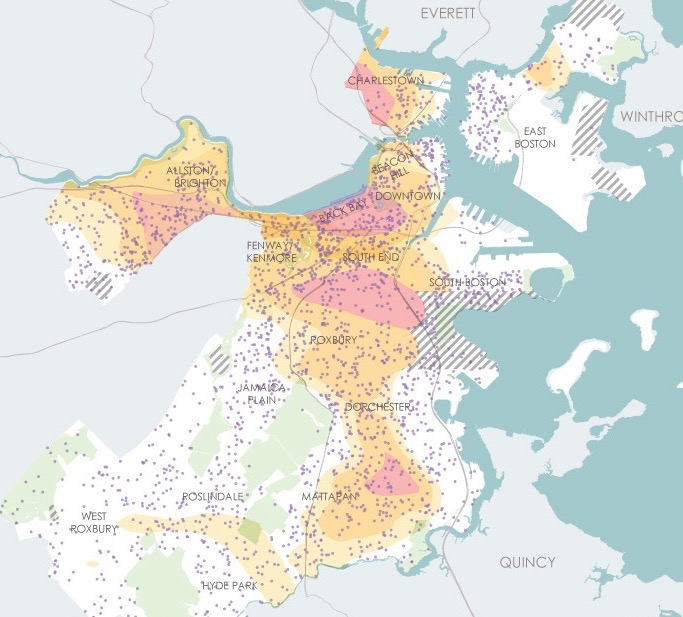 EVERETT
CHARLESTOWN
WINTHRO
EAST
BOSTON
BEACON
HILL
ALLSTON/
BRIGHTON
DOWNTOWN
BACK BAY
FENWAY/
KENMORE
SOUTH END
SOUTH BOSTON
ROXBURY
JAMAICA
PLAIN
DORCHESTER
ROSLINDALE
MATTAPAN
WEST
ROXBURY
QUINCY
HYDE PARK